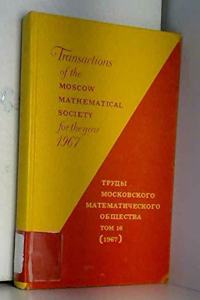 Transactions
of the
MOSCOW
MATHEMATICAL
SOCIETY
for the year
1967
ТРУДЫ
МОСКОВСКОГО
МАТЕМАТИЧЕСКОГО
ОБЩЕСТВА
ТОМ 16
(1967)